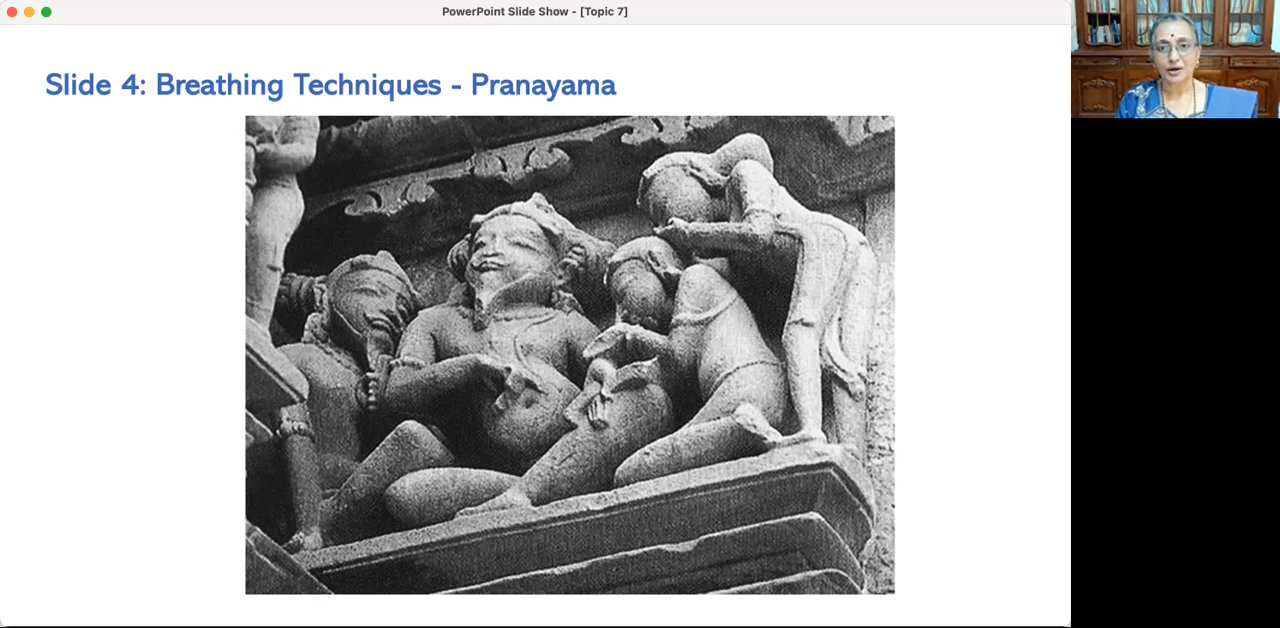 PowerPoint Slide Show - [Topic 7]
Slide 4: Breathing Techniques - Pranayama